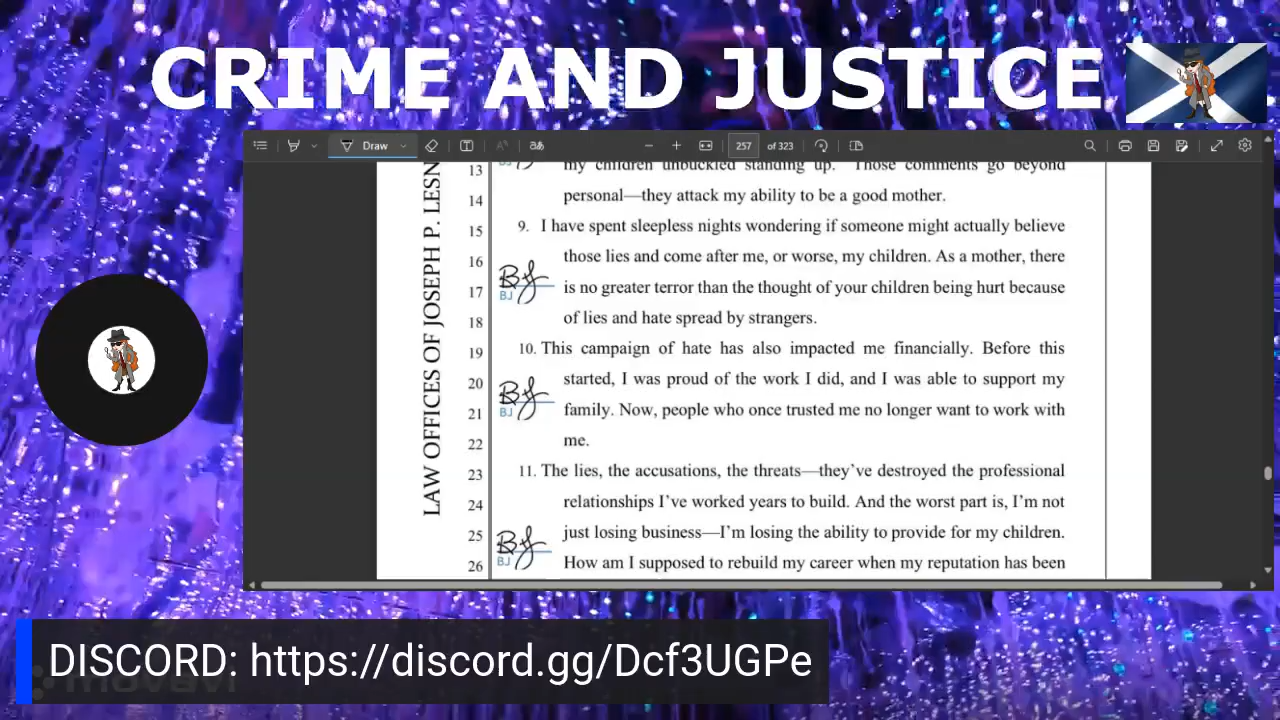 CRIME AND JUSTICE
Draw
257 of 323
LAW OFFICES OF JOSEPH P. LESN
13 my children unbuckled standing up." Those comments go beyond
14 personal—they attack my ability to be a good mother.
15 9. I have spent sleepless nights wondering if someone might actually believe
16 those lies and come after me, or worse, my children. As a mother, there
17 is no greater terror than the thought of your children being hurt because
BJ
18 of lies and hate spread by strangers.
19 10. This campaign of hate has also impacted me financially. Before this
20 started, I was proud of the work I did, and I was able to support my
21 family. Now, people who once trusted me no longer want to work with
BJ
22 me.
23 11. The lies, the accusations, the threats—they've destroyed the professional
24 relationships I've worked years to build. And the worst part is, I'm not
25 just losing business—I'm losing the ability to provide for my children.
BJ
26 How am I supposed to rebuild my career when my reputation has been
DISCORD: https://discord.gg/Dcf3UGPe